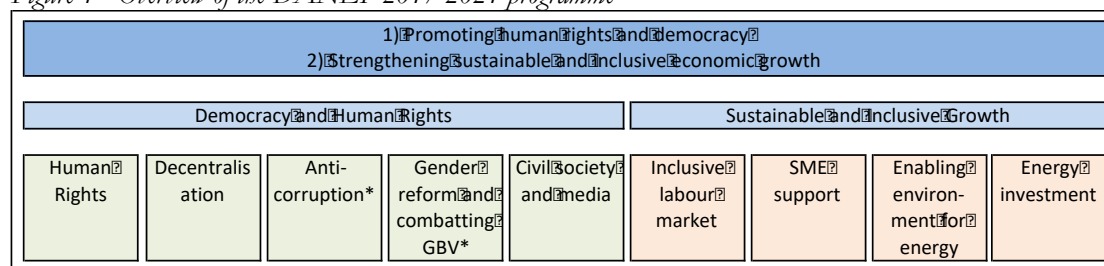 1) Promoting human rights and democracy
2) Strengthening sustainable and inclusive economic growth
Democracy and Human Rights
Sustainable and Inclusive Growth
Human
Rights
Decentralis
ation
Anti-
corruption*
Gender
reform and
combatting
GBV*
Civil society
and media
Inclusive
labour
market
SME
support
Enabling
environ-
ment for
energy
Energy
investment